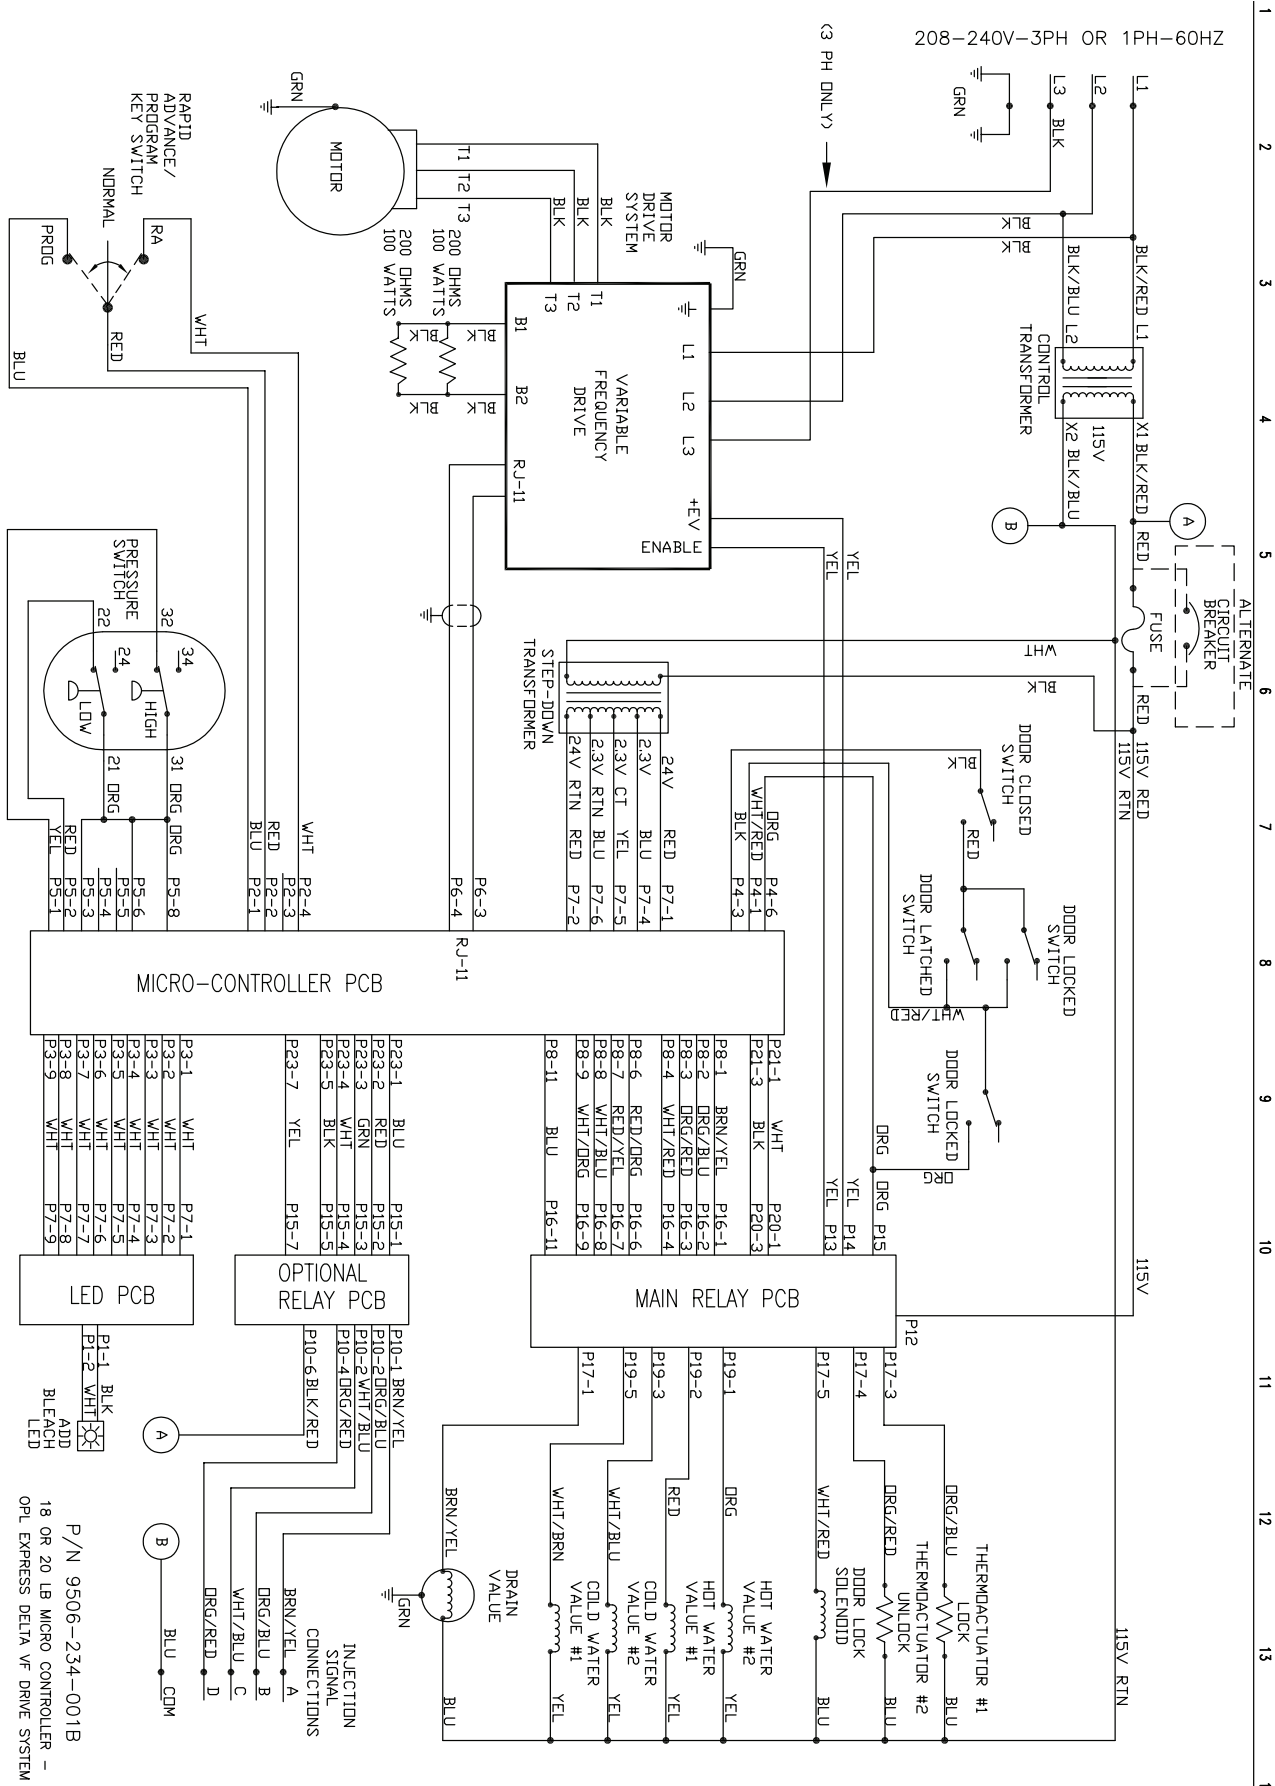 1
2
3
4
5
6
7
8
9
10
11
12
13
1
208-240V-3PH OR 1PH-60HZ
L1
L2
L3
GRN
BLK
(3 PH ONLY)
BLK
BLK
BLK/RED L1
BLK/BLU L2
CONTROL
TRANSFORMER
115V
X1 BLK/RED
X2 BLK/BLU
A
B
RED
FUSE
ALTERNATE
CIRCUIT
BREAKER
RED
115V RED
115V RTN
WHT
BLK
MOTOR
DRIVE
SYSTEM
GRN
MOTOR
GRN
T1
T2
T3
BLK
BLK
BLK
T1
T2
T3
200 OHMS
100 WATTS
200 OHMS
100 WATTS
BLK
BLK
BLK
BLK
B1
B2
RJ-11
VARIABLE
FREQUENCY
DRIVE
L1
L2
L3
+EV
ENABLE
YEL
YEL
RAPID
ADVANCE/
PROGRAM
KEY SWITCH
NORMAL
RA
PROG
WHT
RED
BLU
PRESSURE
SWITCH
32
34
22
24
HIGH
LOW
31 ORG
21 ORG
ORG
RED
YEL
P5-8
P5-6
P5-5
P5-4
P5-3
P5-2
P5-1
WHT
RED
BLU
P2-4
P2-3
P2-2
P2-1
P6-3
P6-4
RJ-11
STEP-DOWN
TRANSFORMER
24V RED P7-1
2.3V BLU P7-4
2.3V CT YEL P7-5
2.3V RTN BLU P7-6
24V RTN RED P7-2
ORG P4-6
WHT/RED P4-1
BLK P4-3
BLK
DOOR CLOSED
SWITCH
RED
DOOR LATCHED
SWITCH
DOOR LOCKED
SWITCH
WHT/RED
DOOR LOCKED
SWITCH
ORG
ORG
ORG P15
YEL P14
YEL P13
MICRO-CONTROLLER PCB
P21-1 WHT P20-1
P21-3 BLK P20-3
P8-1 BRN/YEL P16-1
P8-2 ORG/BLU P16-2
P8-3 ORG/RED P16-3
P8-4 WHT/RED P16-4
P8-6 RED/ORG P16-6
P8-7 RED/YEL P16-7
P8-8 WHT/BLU P16-8
P8-9 WHT/ORG P16-9
P8-11 BLU P16-11
P23-1 BLU P15-1
P23-2 RED P15-2
P23-3 GRN P15-3
P23-4 WHT P15-4
P23-5 BLK P15-5
P23-7 YEL P15-7
P3-1 WHT P7-1
P3-2 WHT P7-2
P3-3 WHT P7-3
P3-4 WHT P7-4
P3-5 WHT P7-5
P3-6 WHT P7-6
P3-7 WHT P7-7
P3-8 WHT P7-8
P3-9 WHT P7-9
MAIN RELAY PCB
P12
115V
OPTIONAL
RELAY PCB
LED PCB
P17-3
P17-4
P17-5
P19-1
P19-2
P19-3
P19-5
P17-1
P10-1 BRN/YEL
P10-2 ORG/BLU
P10-2 WHT/BLU
P10-4 ORG/RED
P10-6 BLK/RED
P1-1 BLK
P1-2 WHT
ADD
BLEACH
LED
A
B
ORG/BLU
THERMOACTUATOR #1
LOCK
BLU
ORG/RED
THERMOACTUATOR #2
UNLOCK
BLU
WHT/RED
DOOR LOCK
SOLENOID
BLU
ORG
HOT WATER
VALUE #2
YEL
RED
HOT WATER
VALUE #1
YEL
WHT/BLU
COLD WATER
VALUE #2
YEL
WHT/BRN
COLD WATER
VALUE #1
YEL
BRN/YEL
DRAIN
VALUE
GRN
BLU
115V RTN
INJECTION
SIGNAL
CONNECTIONS
BRN/YEL A
ORG/BLU B
WHT/BLU C
ORG/RED D
BLU COM
P/N 9506-234-001B
18 OR 20 LB MICRO CONTROLLER -
OPL EXPRESS DELTA VF DRIVE SYSTEM